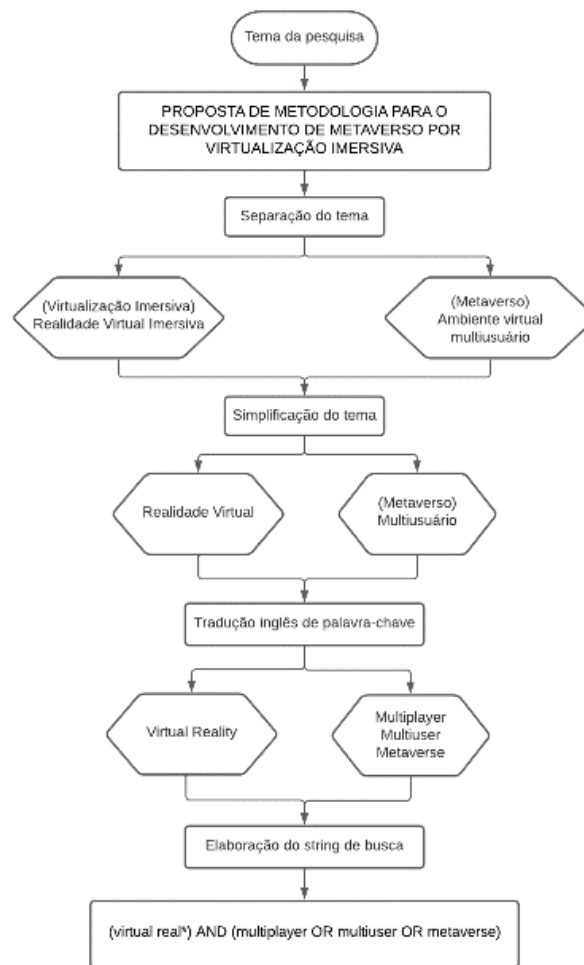 Tema da pesquisa
PROPOSTA DE METODOLOGIA PARA O
DESENVOLVIMENTO DE METAVERSO POR
VIRTUALIZAÇÃO IMERSIVA
Separação do tema
(Virtualização Imersiva)
Realidade Virtual Imersiva
(Metaverso)
Ambiente virtual
multiusuário
Simplificação do tema
Realidade Virtual
(Metaverso)
Multiusuário
Tradução inglês de palavra-chave
Virtual Reality
Multiplayer
Multiuser
Metaverse
Elaboração do string de busca
(virtual real*) AND (multiplayer OR multiuser OR metaverse)